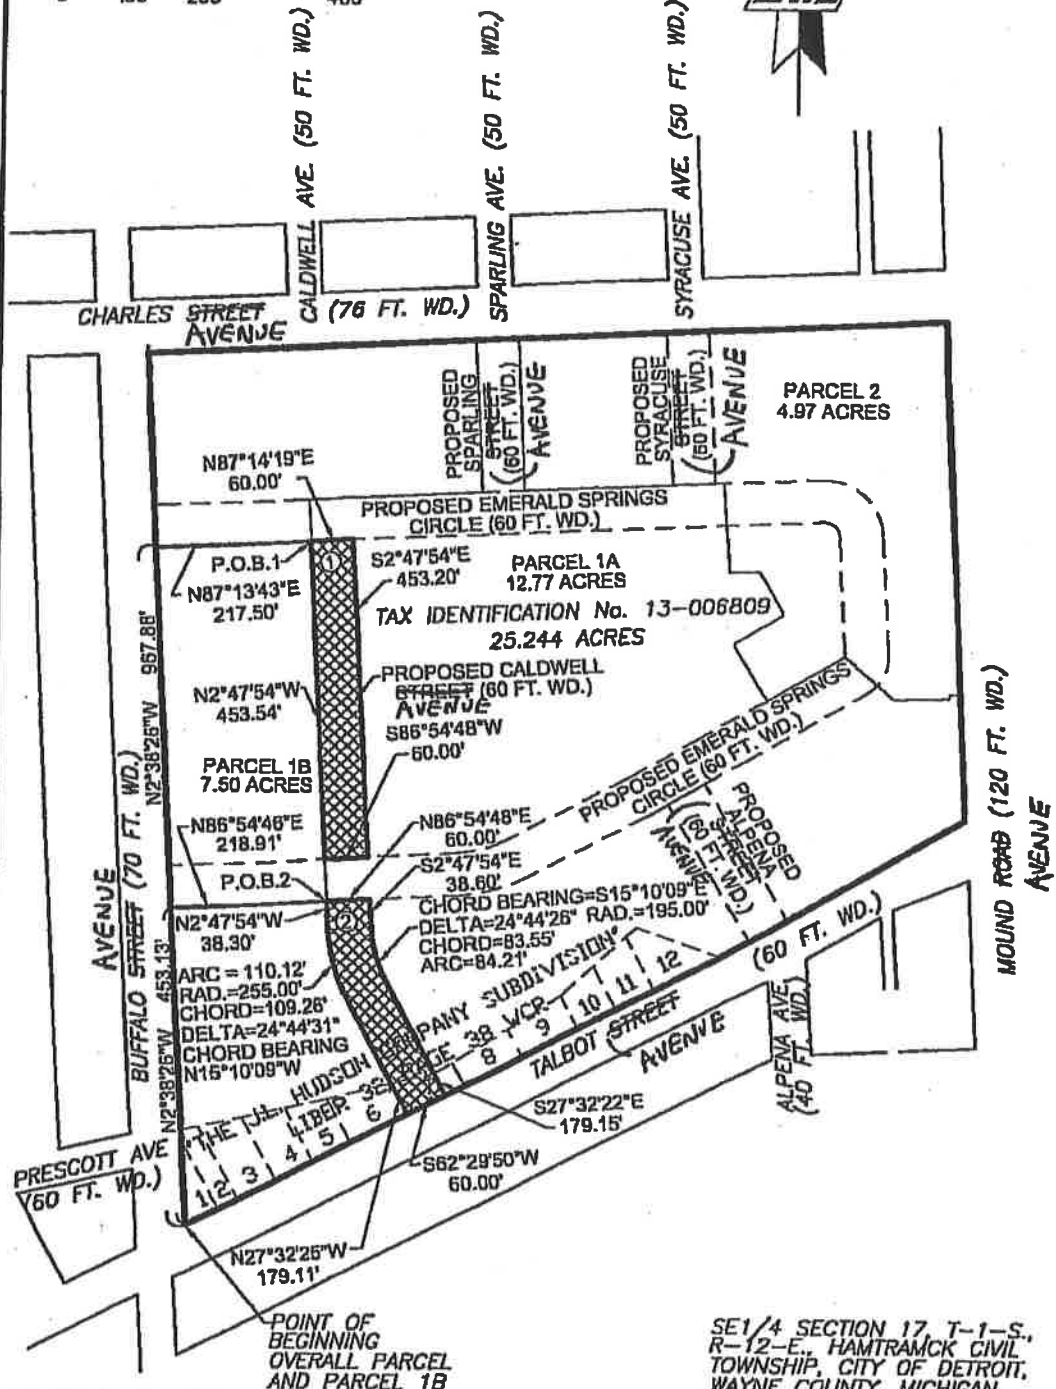 CALDWELL AVE. (50 FT. WD.)
SPARLING AVE. (50 FT. WD.)
SYRACUSE AVE. (50 FT. WD.)
CHARLES STREET (76 FT. WD.)
AVENUE
PROPOSED
SPARLING
STREET
(60 FT. WD.)
AVENUE
PROPOSED
SYRACUSE
STREET
(60 FT. WD.)
AVENUE
PARCEL 2
4.97 ACRES
N87°14'19"E
60.00'
PROPOSED EMERALD SPRINGS
CIRCLE (60 FT. WD.)
P.O.B.1
1
S2°47'54"E
453.20'
PARCEL 1A
12.77 ACRES
N87°13'43"E
217.50'
TAX IDENTIFICATION No. 13-006809
25.244 ACRES
N2°38'26"W 967.88'
N2°47'54"W
453.54'
PROPOSED CALDWELL
STREET (60 FT. WD.)
AVENUE
S86°54'48"W
60.00'
PARCEL 1B
7.50 ACRES
PROPOSED EMERALD SPRINGS
CIRCLE (60 FT. WD.)
MOUND ROAD (120 FT. WD.)
AVENUE
N86°54'46"E
218.91'
N86°54'48"E
60.00'
S2°47'54"E
38.60'
PROPOSED
ALPENA
STREET
(60 FT. WD.)
AVENUE
P.O.B.2
2
N2°47'54"W
38.30'
CHORD BEARING=S15°10'09"E
DELTA=24°44'26" RAD.=195.00'
CHORD=83.55'
ARC=84.21'
BUFFALO STREET (70 FT. WD.)
AVENUE
N2°38'26"W 453.13'
ARC = 110.12'
RAD.=255.00'
CHORD=109.26'
DELTA=24°44'31"
CHORD BEARING
N15°10'09"W
"THE J.L. HUDSON COMPANY SUBDIVISION"
LIBER 32 PAGE 38 WCR
1 2 3 4 5 6 8 9 10 11 12
TALBOT STREET (60 FT. WD.)
AVENUE
ALPENA AVE.
(40 FT. WD.)
S27°32'22"E
179.15'
S62°29'50"W
60.00'
PRESCOTT AVE
(60 FT. WD.)
N27°32'25"W
179.11'
POINT OF
BEGINNING
OVERALL PARCEL
AND PARCEL 1B
SE1/4 SECTION 17, T-1-S.,
R-12-E., HAMTRAMCK CIVIL
TOWNSHIP, CITY OF DETROIT,
WAYNE COUNTY, MICHIGAN